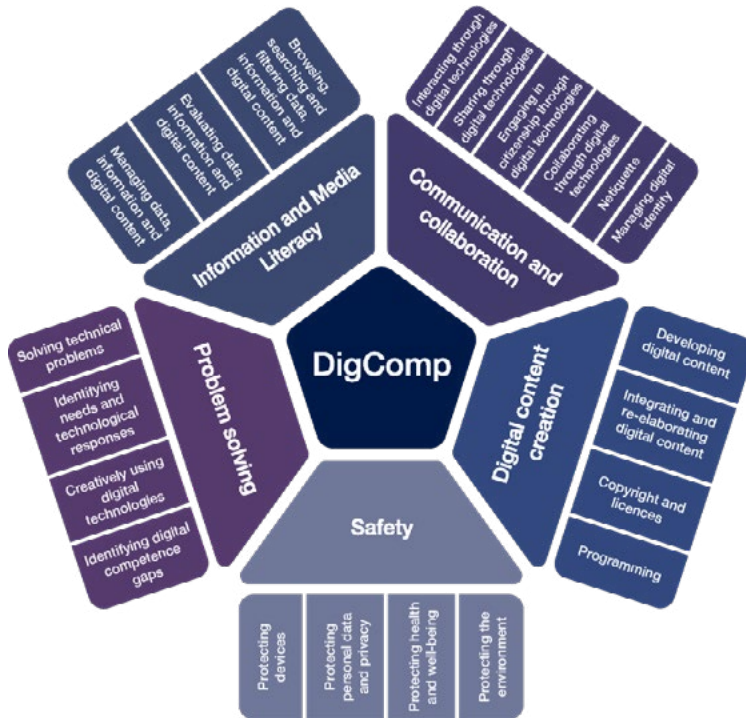 Browsing,
searching and
filtering data,
information and
digital content
Evaluating data,
information and
digital content
Managing data,
information and
digital content
Information and Media
Literacy
Interacting through
digital technologies
Sharing through
digital technologies
Engaging in
citizenship through
digital technologies
Collaborating
through digital
technologies
Netiquette
Managing digital
identity
Communication and
collaboration
DigComp
Solving technical
problems
Identifying
needs and
technological
responses
Creatively using
digital
technologies
Identifying digital
competence
gaps
Problem solving
Digital content
creation
Developing
digital content
Integrating and
re-elaborating
digital content
Copyright and
licences
Programming
Safety
Protecting
devices
Protecting
personal data
and privacy
Protecting health
and well-being
Protecting the
environment